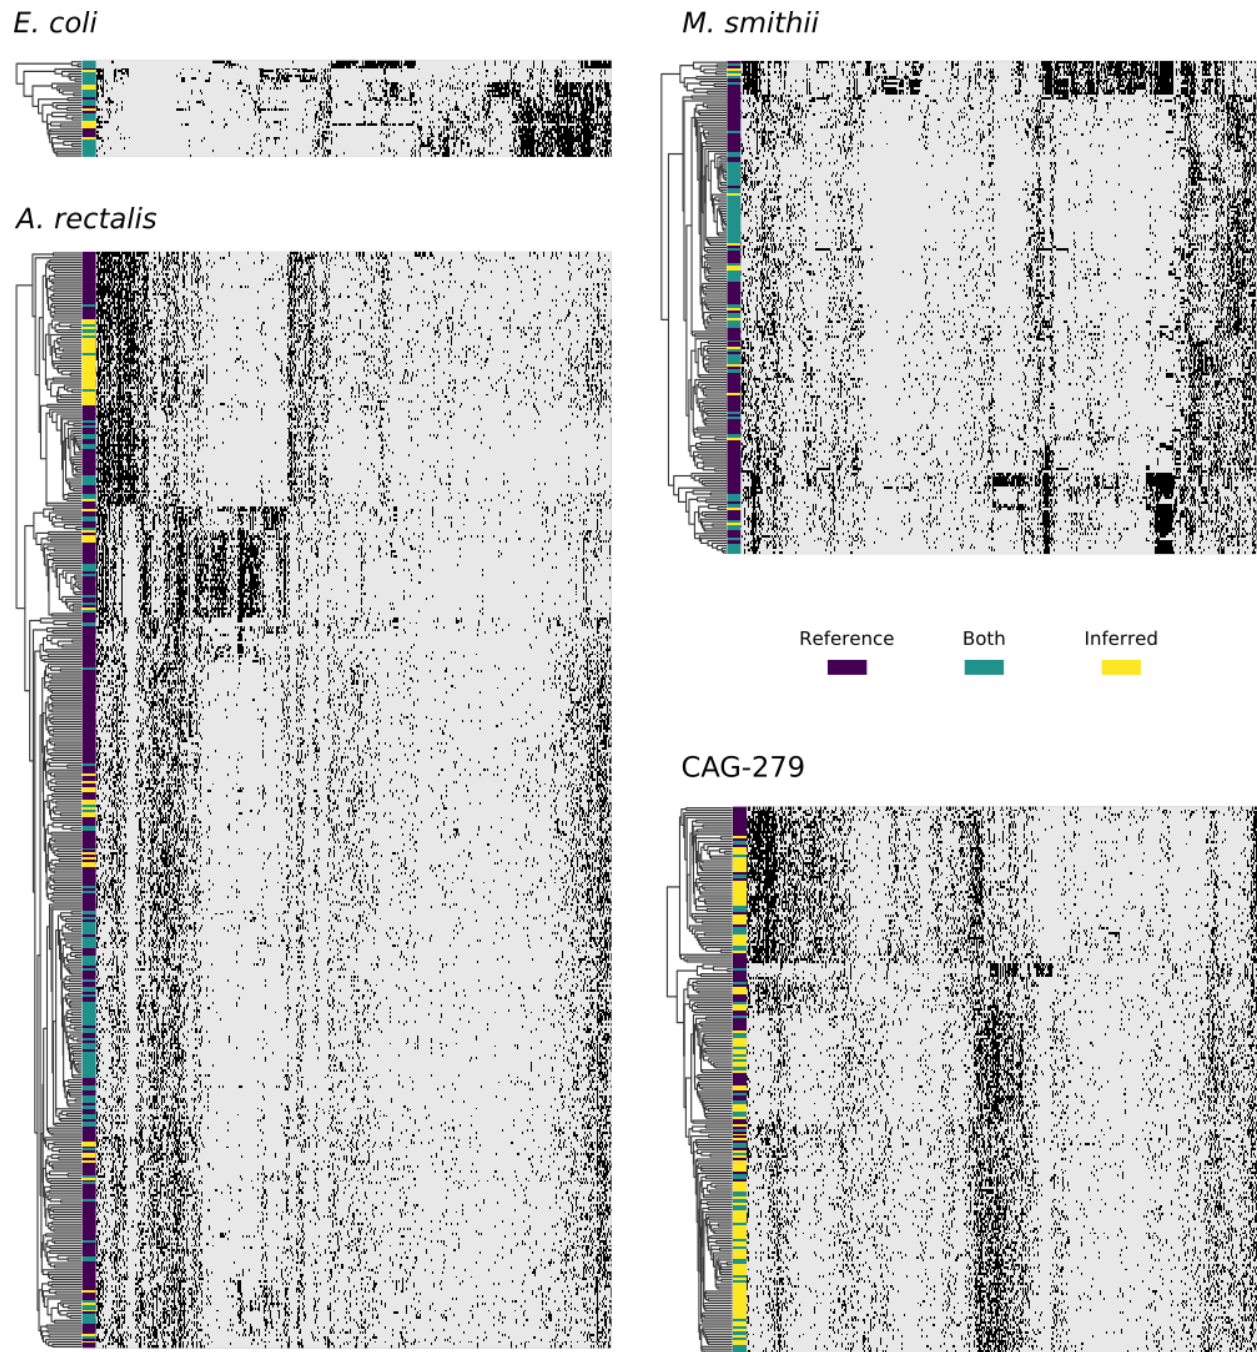 E. coli
M. smithii
A. rectalis
Reference Both Inferred
CAG-279